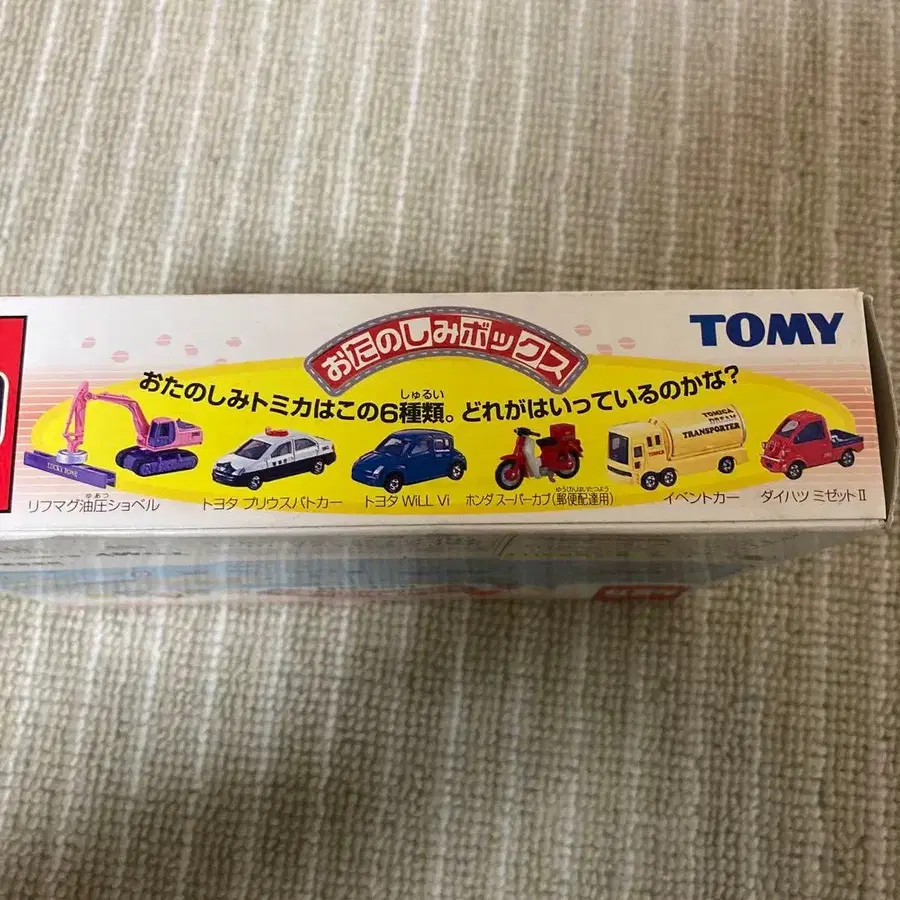 おたのしみボックス
TOMY
おたのしみトミカはこの6種類。どれがはいっているのかな?
しゅるい
LUCKY TOWN
TOMICA
TRANSPORTER
ゆあつ
リフマグ油圧ショベル
トヨタ プリウスパトカー
トヨタ WiLL Vi
ゆうびんはいたつよう
ホンダ スーパーカブ(郵便配達用)
イベントカー
ダイハツ ミゼットⅡ